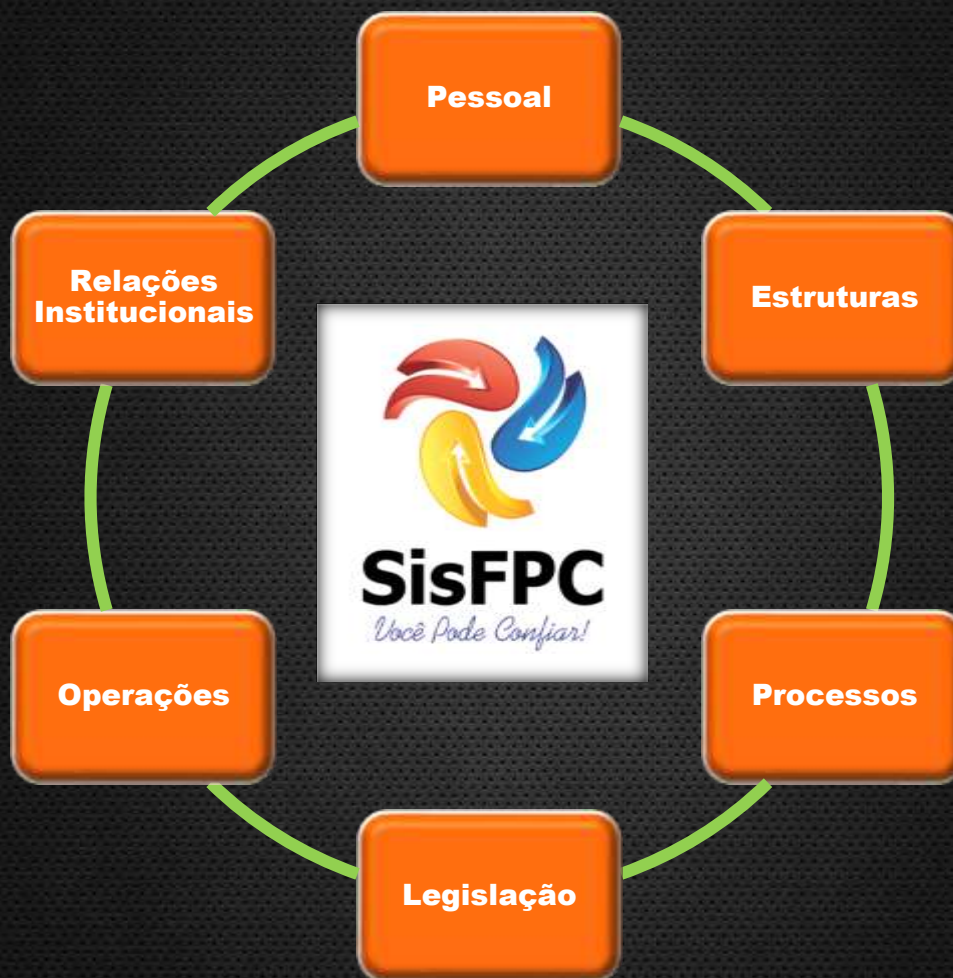 Pessoal
Relações
Institucionais
Estruturas
SisFPC
Você Pode Confiar!
Operações
Processos
Legislação